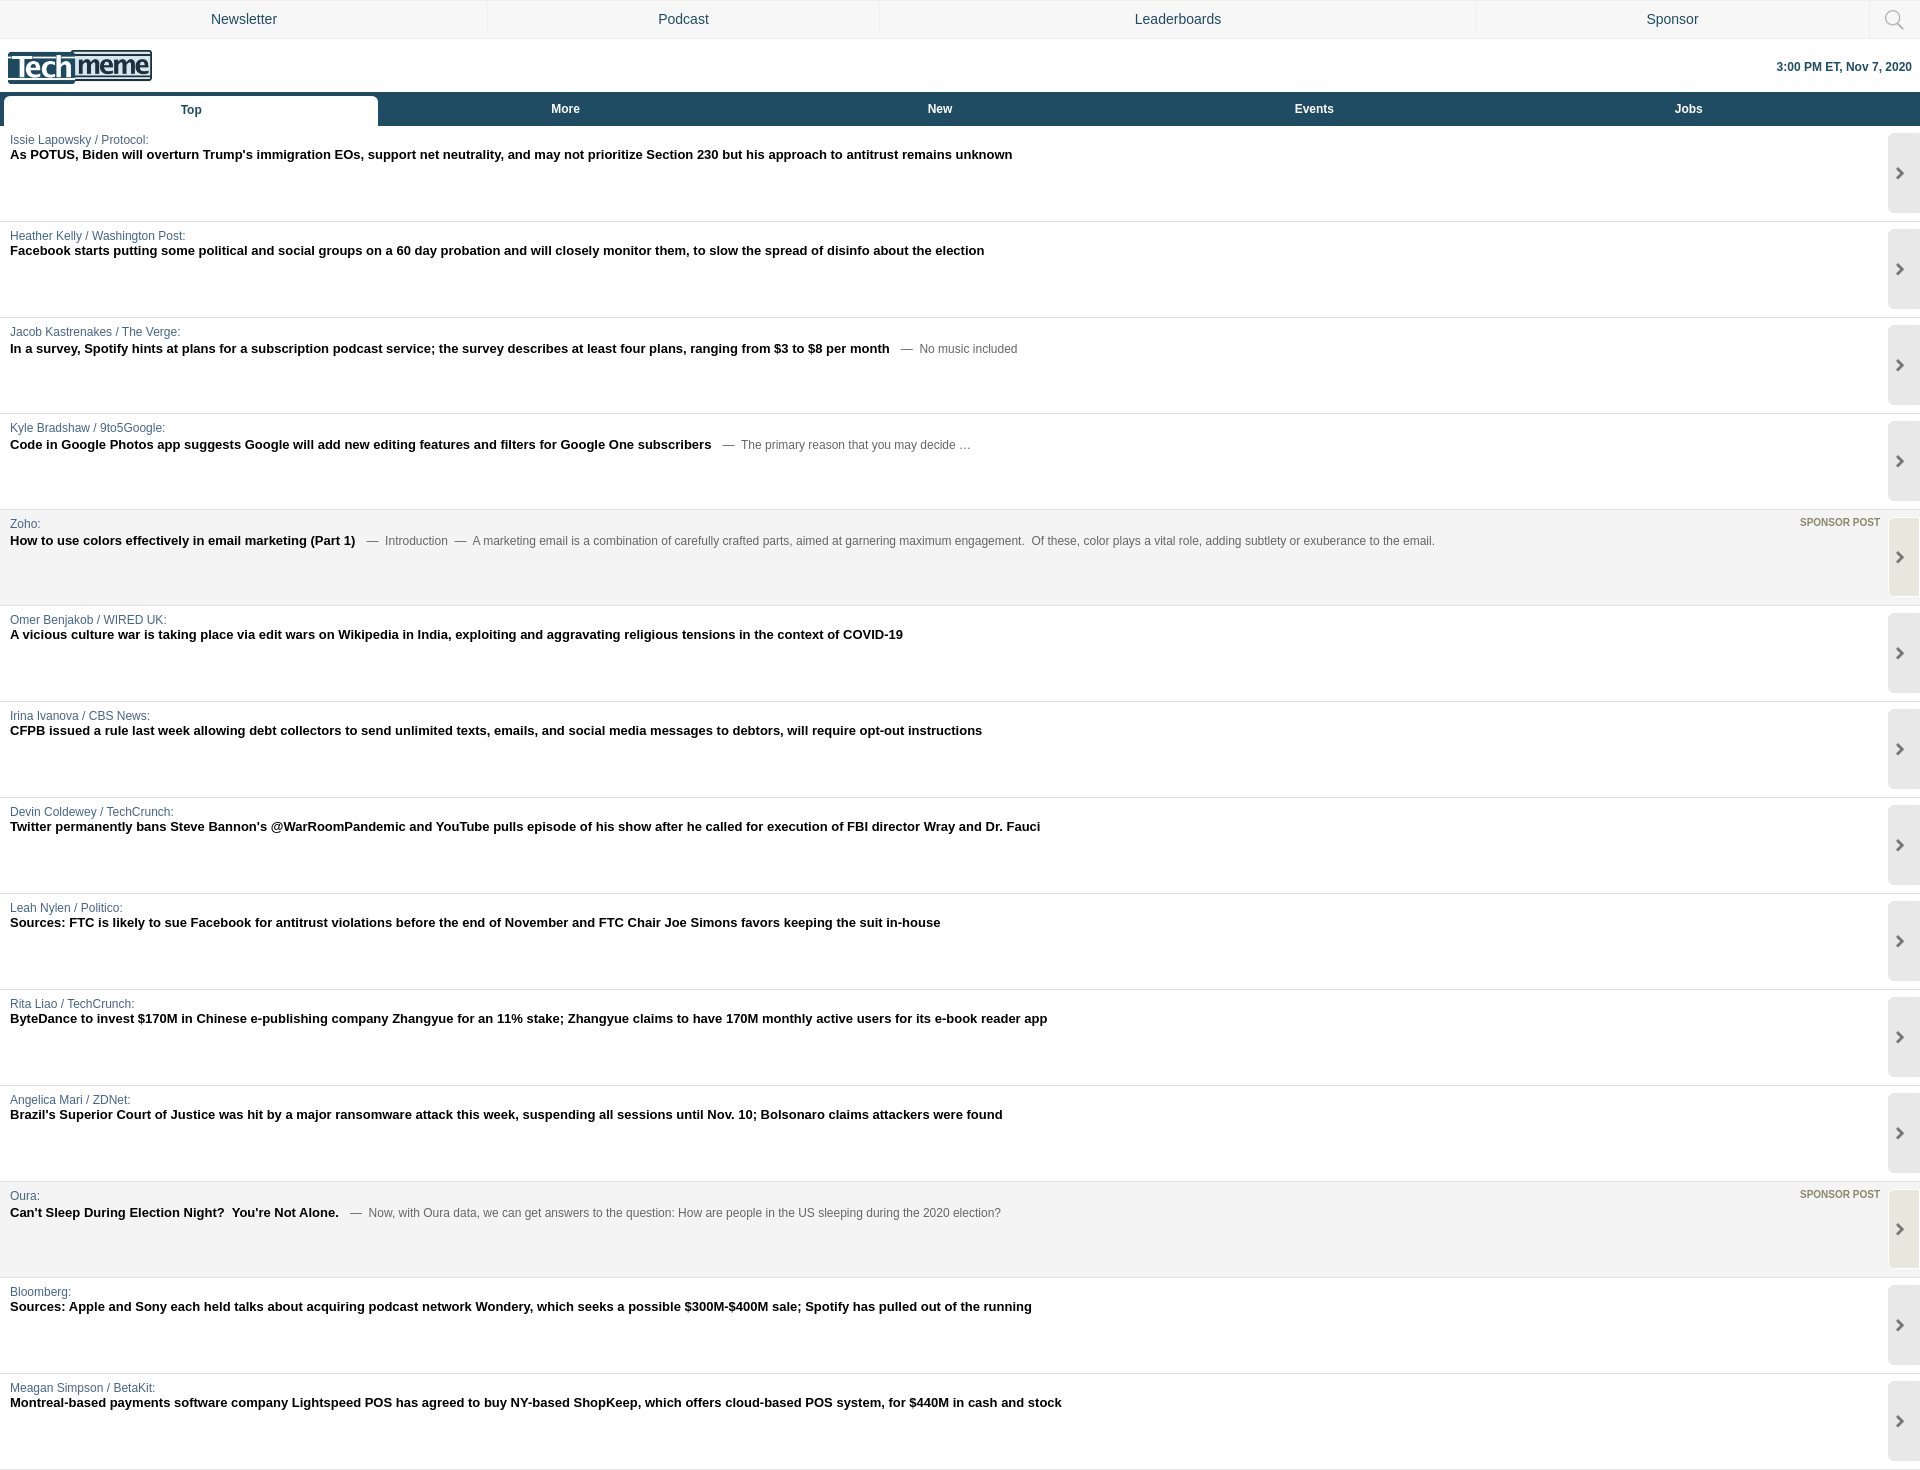 Newsletter Podcast Leaderboards Sponsor
Techmeme
3:00 PM ET, Nov 7, 2020
Top More New Events Jobs
Issie Lapowsky / Protocol:
As POTUS, Biden will overturn Trump's immigration EOs, support net neutrality, and may not prioritize Section 230 but his approach to antitrust remains unknown
Heather Kelly / Washington Post:
Facebook starts putting some political and social groups on a 60 day probation and will closely monitor them, to slow the spread of disinfo about the election
Jacob Kastrenakes / The Verge:
In a survey, Spotify hints at plans for a subscription podcast service; the survey describes at least four plans, ranging from $3 to $8 per month — No music included
Kyle Bradshaw / 9to5Google:
Code in Google Photos app suggests Google will add new editing features and filters for Google One subscribers — The primary reason that you may decide …
Zoho:
SPONSOR POST
How to use colors effectively in email marketing (Part 1) — Introduction — A marketing email is a combination of carefully crafted parts, aimed at garnering maximum engagement. Of these, color plays a vital role, adding subtlety or exuberance to the email.
Omer Benjakob / WIRED UK:
A vicious culture war is taking place via edit wars on Wikipedia in India, exploiting and aggravating religious tensions in the context of COVID-19
Irina Ivanova / CBS News:
CFPB issued a rule last week allowing debt collectors to send unlimited texts, emails, and social media messages to debtors, will require opt-out instructions
Devin Coldewey / TechCrunch:
Twitter permanently bans Steve Bannon's @WarRoomPandemic and YouTube pulls episode of his show after he called for execution of FBI director Wray and Dr. Fauci
Leah Nylen / Politico:
Sources: FTC is likely to sue Facebook for antitrust violations before the end of November and FTC Chair Joe Simons favors keeping the suit in-house
Rita Liao / TechCrunch:
ByteDance to invest $170M in Chinese e-publishing company Zhangyue for an 11% stake; Zhangyue claims to have 170M monthly active users for its e-book reader app
Angelica Mari / ZDNet:
Brazil's Superior Court of Justice was hit by a major ransomware attack this week, suspending all sessions until Nov. 10; Bolsonaro claims attackers were found
Oura:
SPONSOR POST
Can't Sleep During Election Night? You're Not Alone. — Now, with Oura data, we can get answers to the question: How are people in the US sleeping during the 2020 election?
Bloomberg:
Sources: Apple and Sony each held talks about acquiring podcast network Wondery, which seeks a possible $300M-$400M sale; Spotify has pulled out of the running
Meagan Simpson / BetaKit:
Montreal-based payments software company Lightspeed POS has agreed to buy NY-based ShopKeep, which offers cloud-based POS system, for $440M in cash and stock